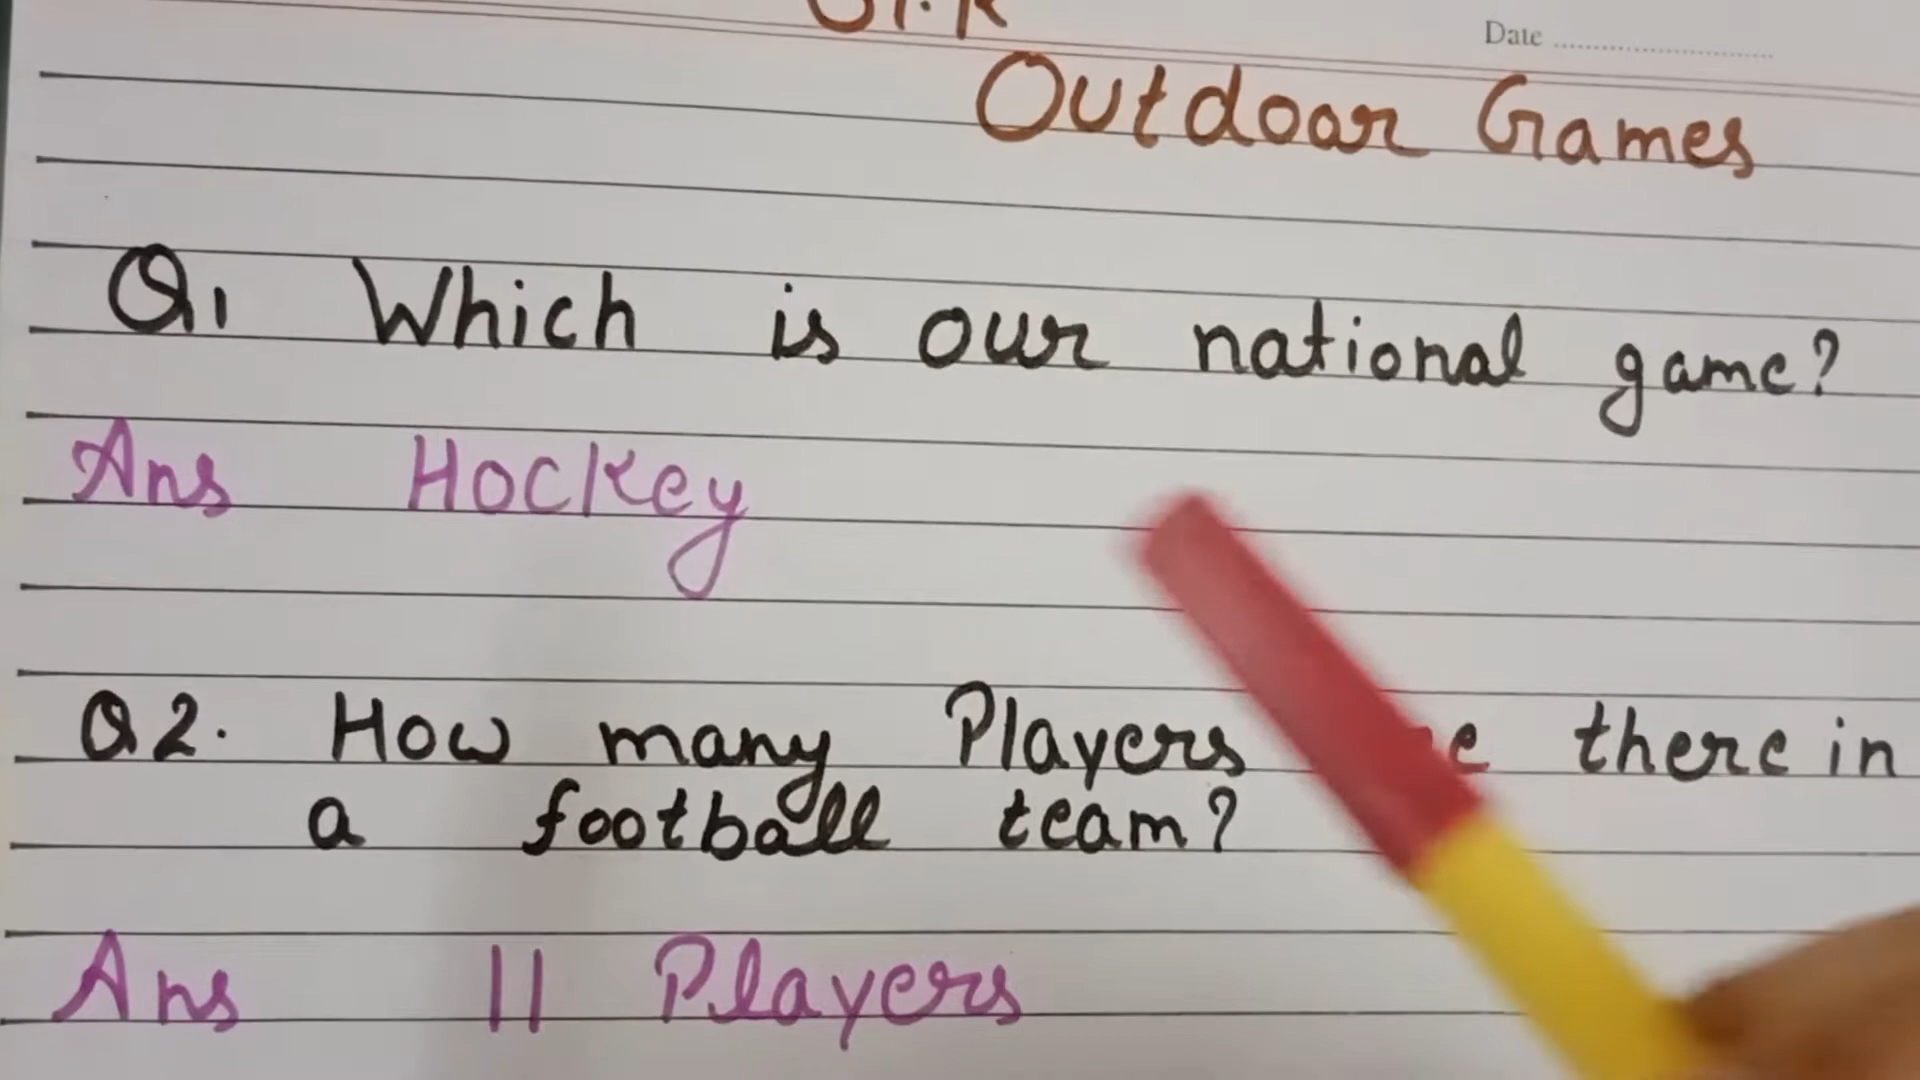 Date
Outdoor Games
Q1 Which is our national game?
Ans Hockey
Q2. How many Players there in
a football team?
Ans 11 Players